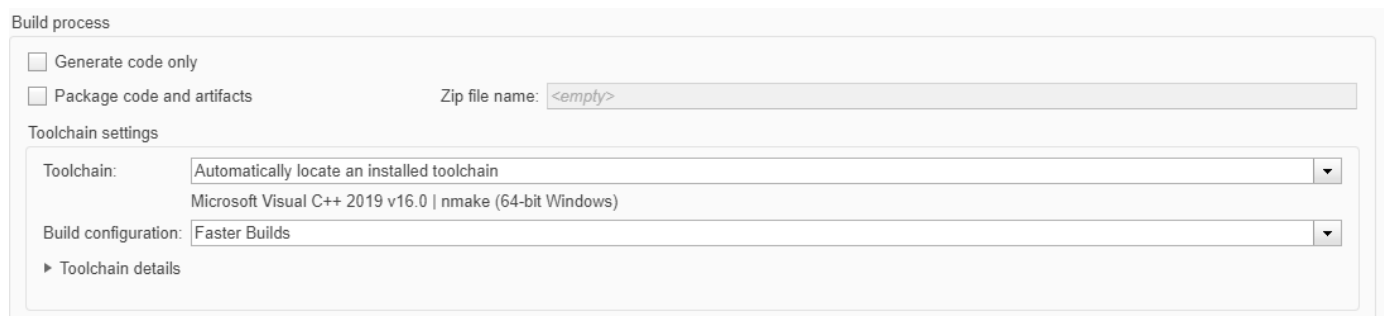 Build process
Generate code only
Package code and artifacts Zip file name: <empty>
Toolchain settings
Toolchain: Automatically locate an installed toolchain
Microsoft Visual C++ 2019 v16.0 | nmake (64-bit Windows)
Build configuration: Faster Builds
Toolchain details